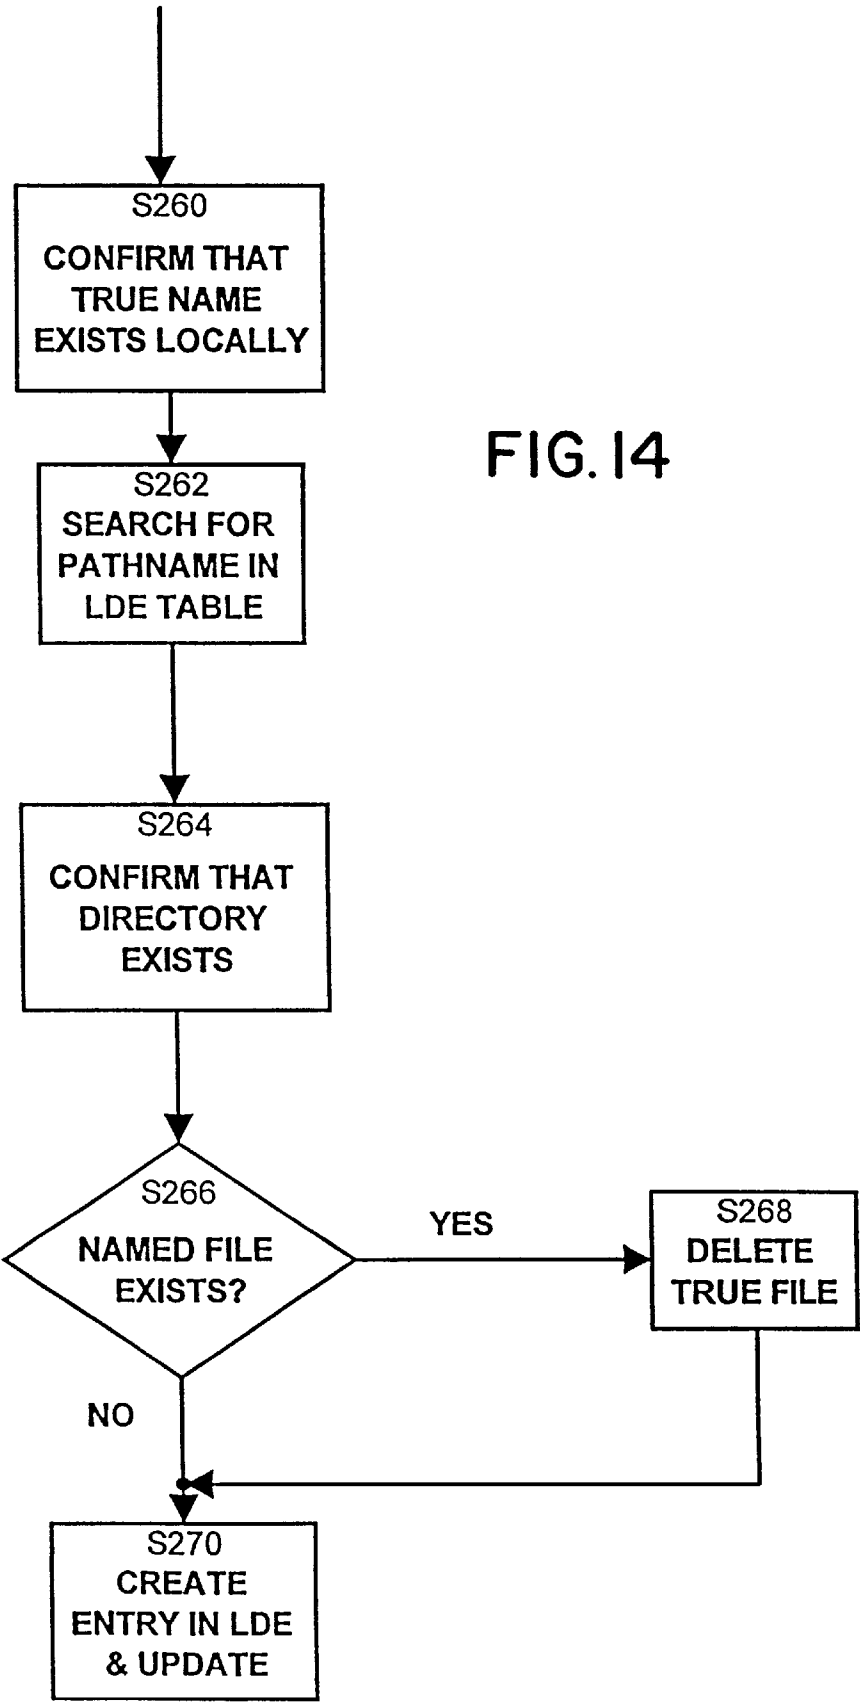 S260
CONFIRM THAT
TRUE NAME
EXISTS LOCALLY
FIG. 14
S262
SEARCH FOR
PATHNAME IN
LDE TABLE
S264
CONFIRM THAT
DIRECTORY
EXISTS
S266
NAMED FILE
EXISTS?
YES
S268
DELETE
TRUE FILE
NO
S270
CREATE
ENTRY IN LDE
& UPDATE